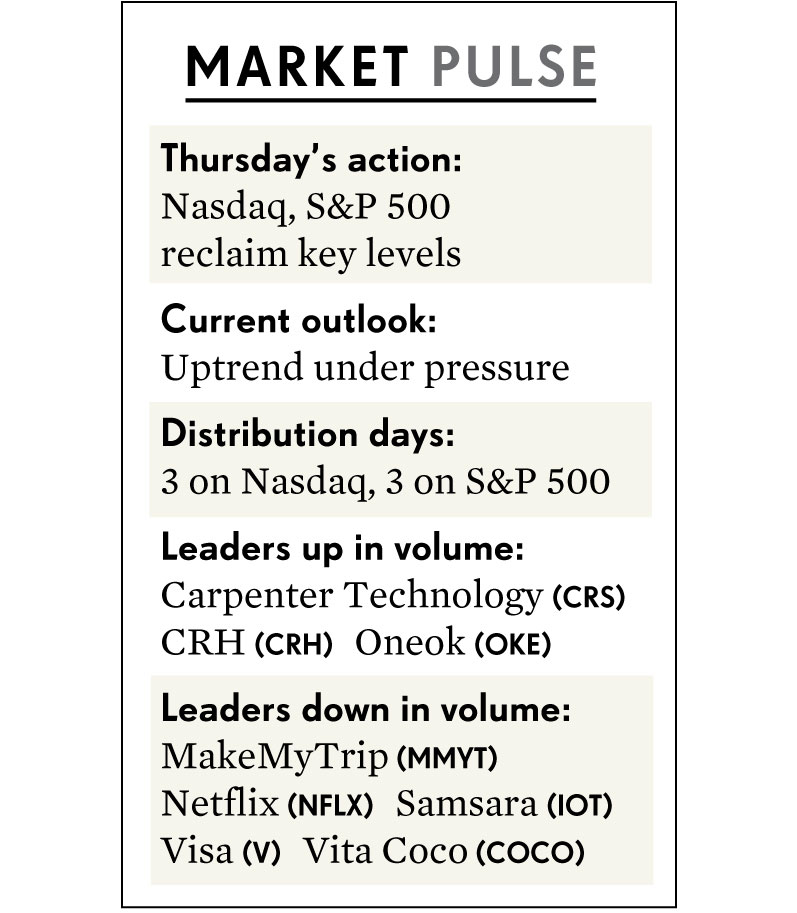 MARKET PULSE
Thursday’s action:
Nasdaq, S&P 500
reclaim key levels
Current outlook:
Uptrend under pressure
Distribution days:
3 on Nasdaq, 3 on S&P 500
Leaders up in volume:
Carpenter Technology (CRS)
CRH (CRH) Oneok (OKE)
Leaders down in volume:
MakeMyTrip (MMYT)
Netflix (NFLX) Samsara (IOT)
Visa (V) Vita Coco (COCO)